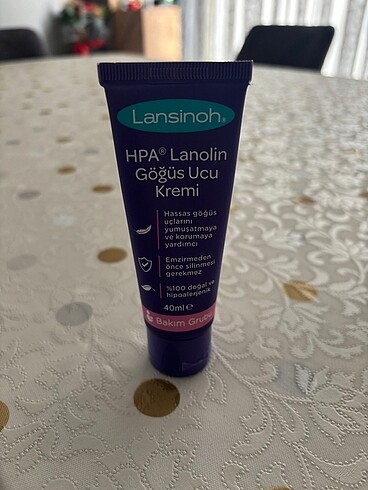 Lansinoh®
HPA® Lanolin
Göğüs Ucu
Kremi
Hassas göğüs
uçlarını
yumuşatmaya
ve korumaya
yardımcı
Emzirmeden
önce silinmesi
gerekmez
%100 doğal ve
hipoalerjenik
40ml ℮
Bakım Grubu